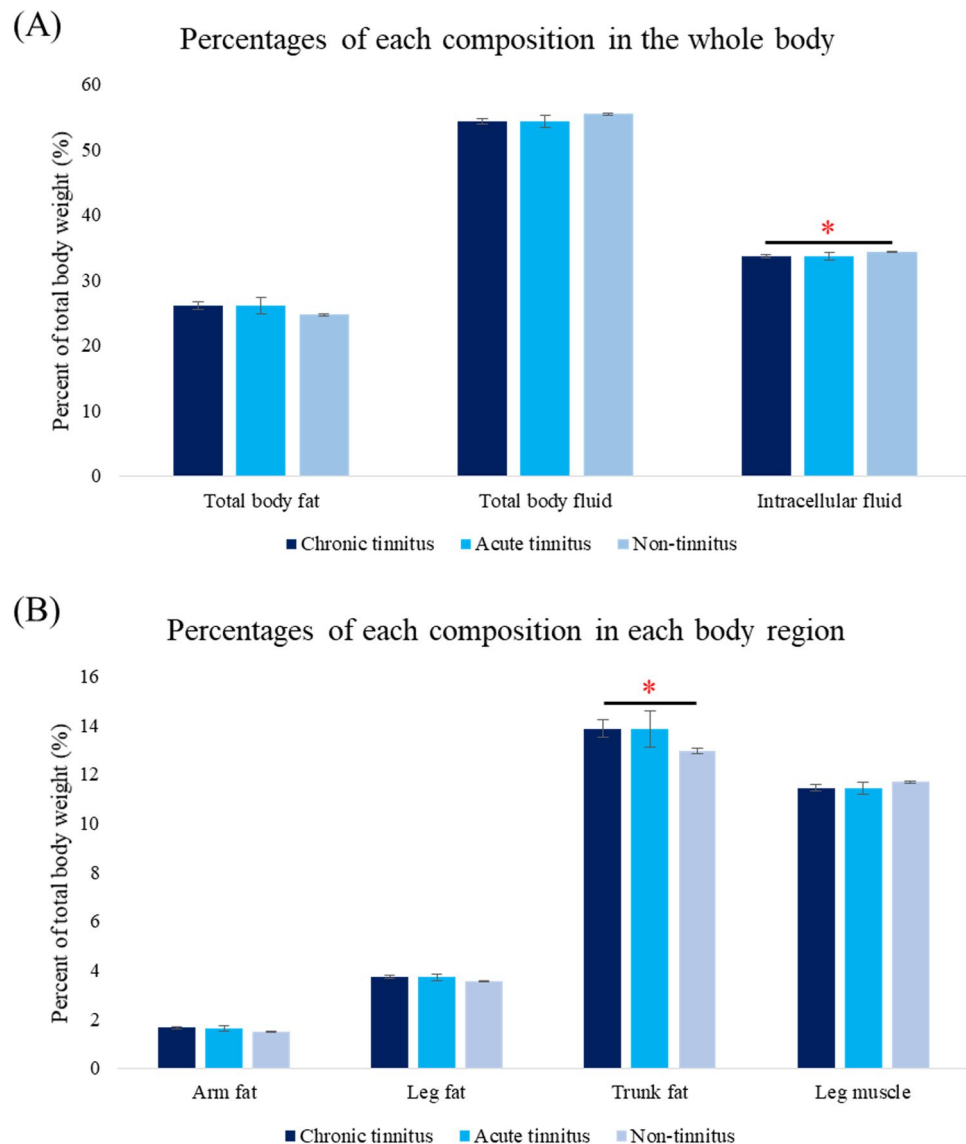 (A)
Percentages of each composition in the whole body
Percent of total body weight (%)
60
50
40
30
20
10
0
*
Total body fat
Total body fluid
Intracellular fluid
Chronic tinnitus
Acute tinnitus
Non-tinnitus
(B)
Percentages of each composition in each body region
Percent of total body weight (%)
16
14
12
10
8
6
4
2
0
*
Arm fat
Leg fat
Trunk fat
Leg muscle
Chronic tinnitus
Acute tinnitus
Non-tinnitus